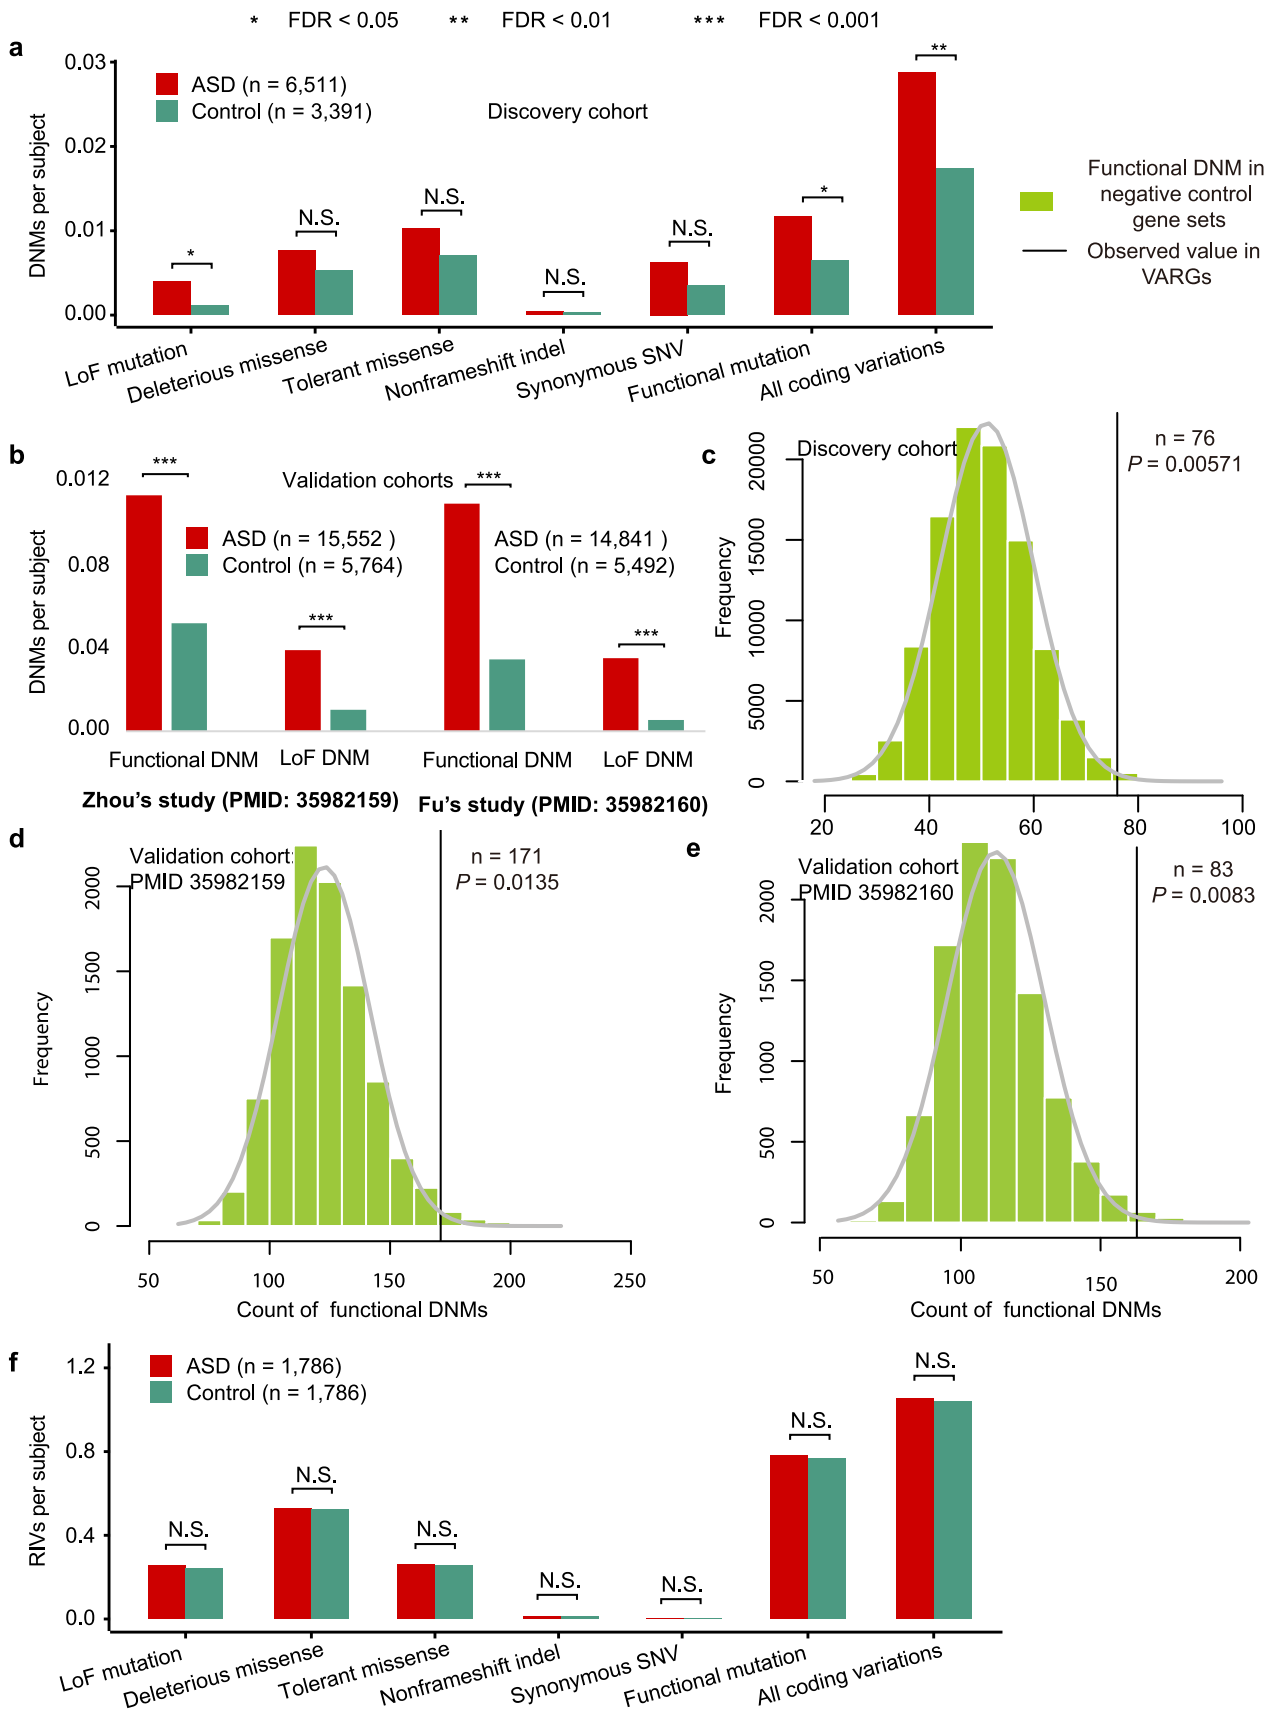 * FDR < 0.05 ** FDR < 0.01 *** FDR < 0.001
a
DNMs per subject
0.03
0.02
0.01
0.00
ASD (n = 6,511)
Control (n = 3,391)
Discovery cohort
*
N.S.
N.S.
N.S.
N.S.
*
**
LoF mutation
Deleterious missense
Tolerant missense
Nonframeshift indel
Synonymous SNV
Functional mutation
All coding variations
Functional DNM in
negative control
gene sets
Observed value in
VARGs
b
DNMs per subject
0.012
0.08
0.04
0.00
Validation cohorts
***
***
***
***
ASD (n = 15,552 )
Control (n = 5,764)
ASD (n = 14,841 )
Control (n = 5,492)
Functional DNM
LoF DNM
Functional DNM
LoF DNM
Zhou's study (PMID: 35982159)
Fu's study (PMID: 35982160)
c
Discovery cohort
n = 76
P = 0.00571
Frequency
20000
15000
10000
5000
0
20 40 60 80 100
d
Validation cohort:
PMID 35982159
n = 171
P = 0.0135
Frequency
2000
1500
1000
500
0
50 100 150 200 250
Count of functional DNMs
e
Validation cohort
PMID 35982160
n = 83
P = 0.0083
Frequency
2000
1500
1000
500
0
50 100 150 200
Count of functional DNMs
f
RIVs per subject
1.2
0.8
0.4
0.0
ASD (n = 1,786)
Control (n = 1,786)
N.S.
N.S.
N.S.
N.S.
N.S.
N.S.
N.S.
LoF mutation
Deleterious missense
Tolerant missense
Nonframeshift indel
Synonymous SNV
Functional mutation
All coding variations